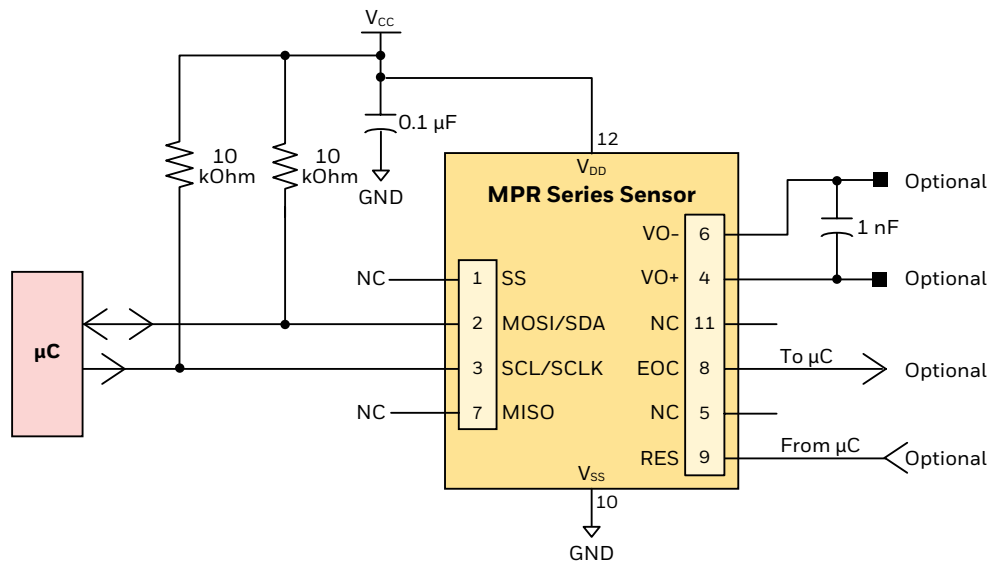 VCC
0.1 µF
GND
10
kOhm
10
kOhm
12
VDD
MPR Series Sensor
µC
NC
1
SS
2
MOSI/SDA
3
SCL/SCLK
NC
7
MISO
VO-
6
Optional
1 nF
VO+
4
Optional
NC
11
EOC
8
To µC
Optional
NC
5
RES
9
From µC
Optional
VSS
10
GND